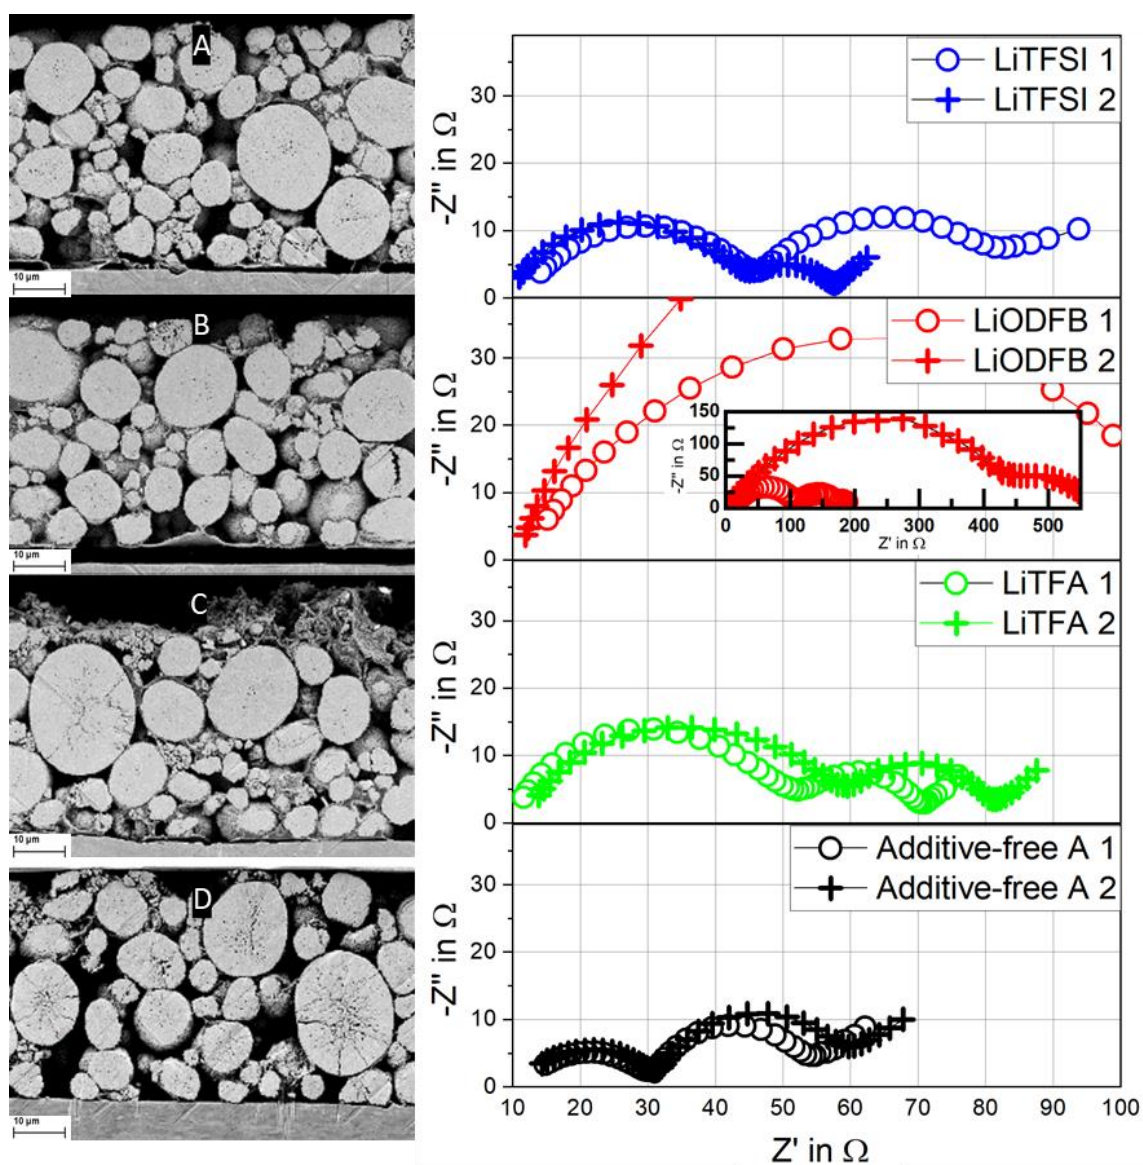 A
10 µm
B
10 µm
C
10 µm
D
10 µm
LiTFSI 1
LiTFSI 2
-Z'' in Ω
30
20
10
0
LiODFB 1
LiODFB 2
-Z'' in Ω
30
20
10
0
-Z'' in Ω
150
100
50
0
0 100 200 300 400 500
Z' in Ω
LiTFA 1
LiTFA 2
-Z'' in Ω
30
20
10
0
Additive-free A 1
Additive-free A 2
-Z'' in Ω
30
20
10
0
10 20 30 40 50 60 70 80 90 100
Z' in Ω